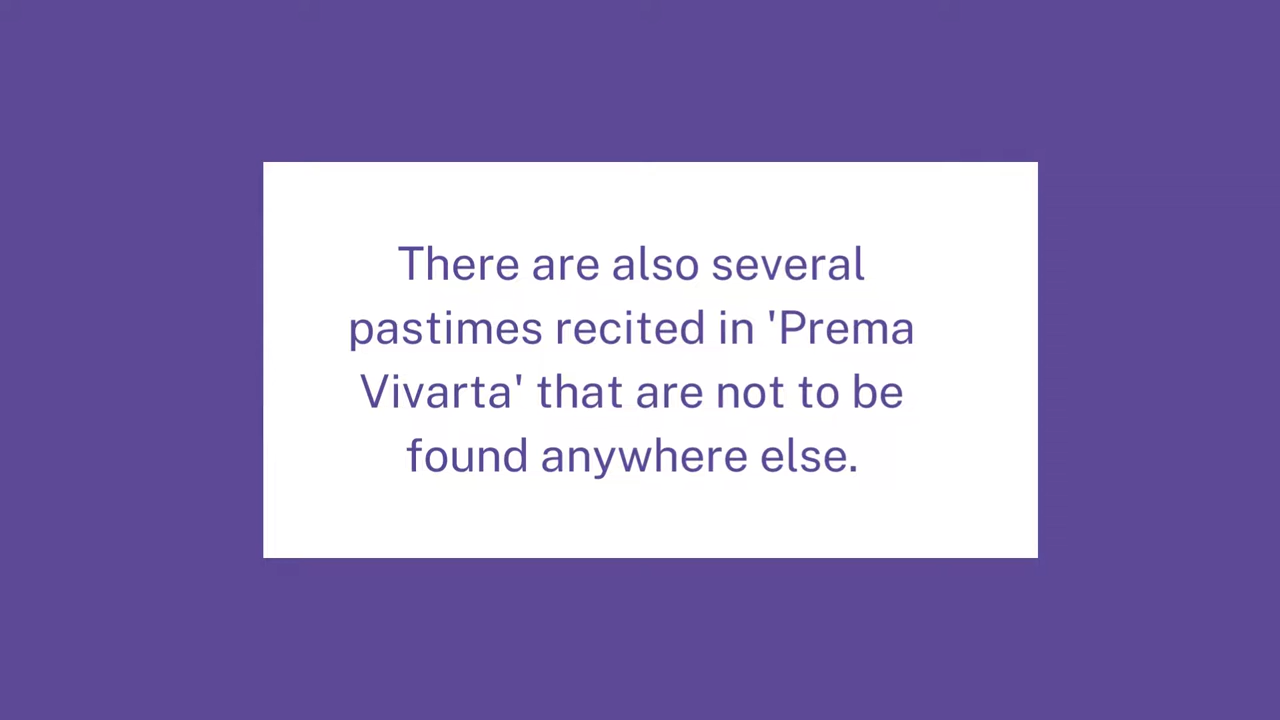 There are also several
pastimes recited in 'Prema
Vivarta' that are not to be
found anywhere else.